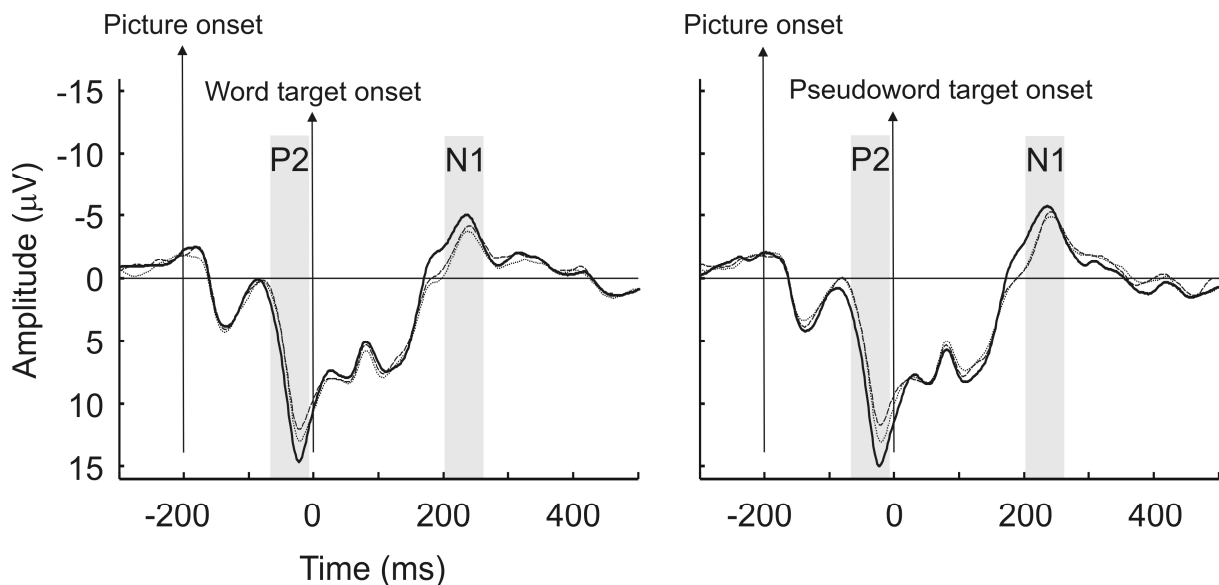 Picture onset
Word target onset
P2
N1
-15
-10
-5
0
5
10
15
Amplitude (μV)
-200
0
200
400
Time (ms)
Picture onset
Pseudoword target onset
P2
N1
-200
0
200
400